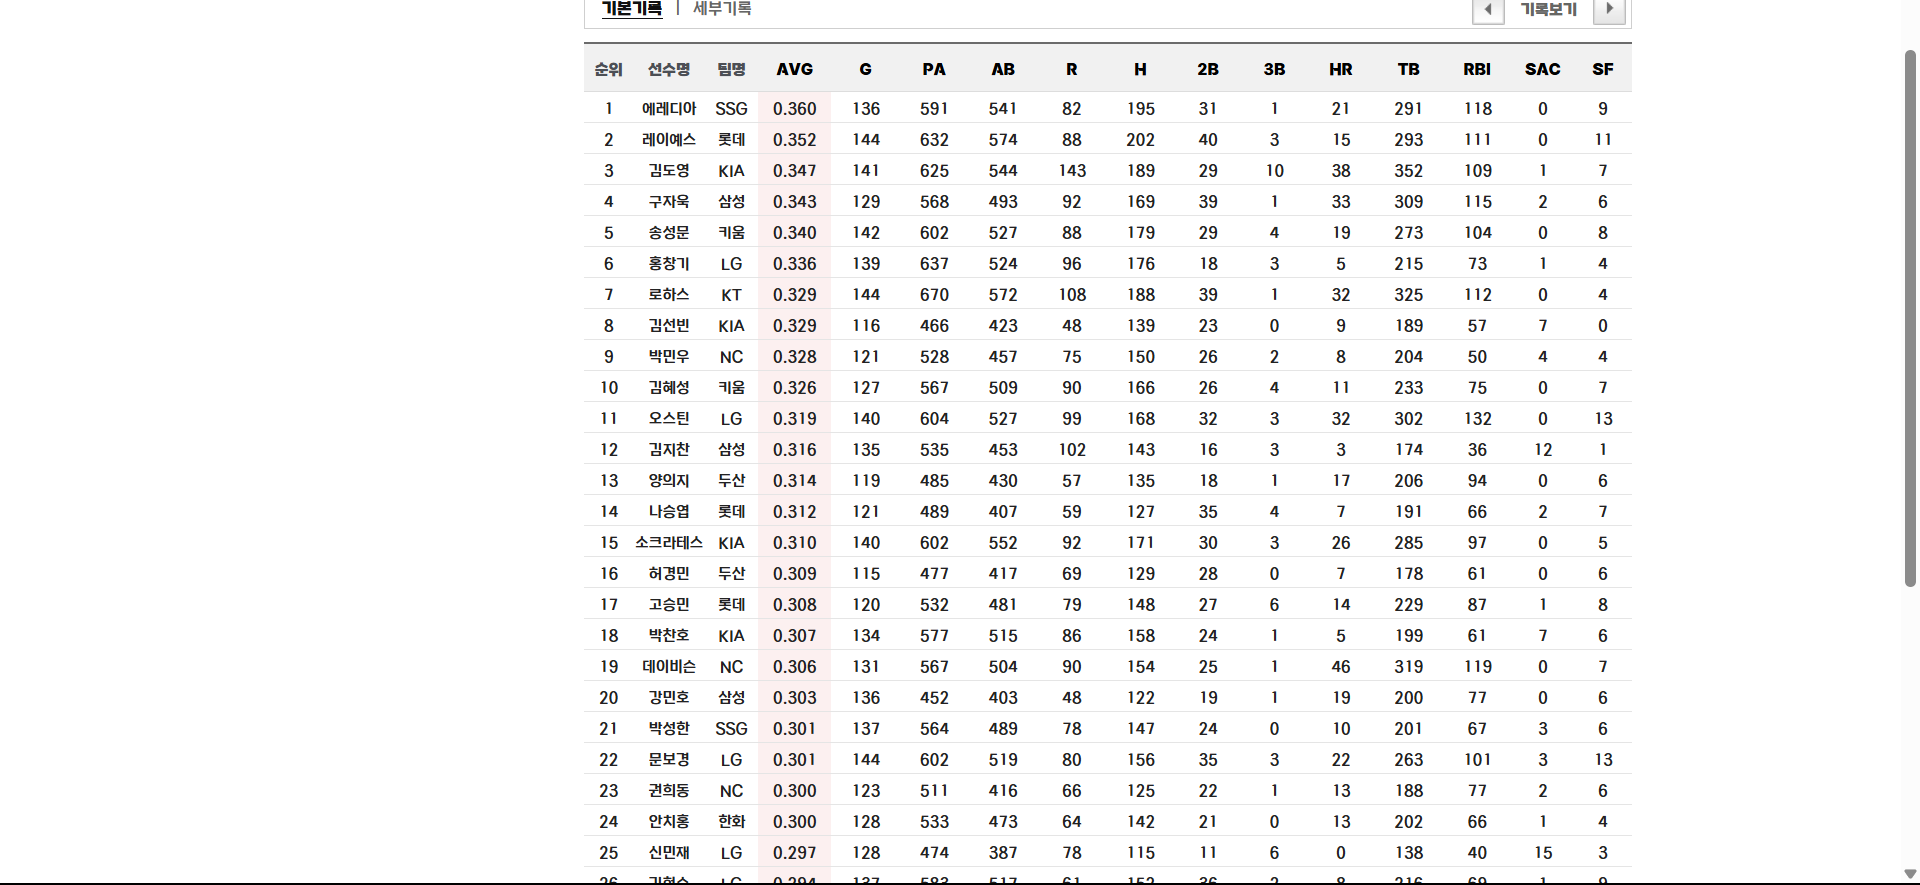 기본기록 | 세부기록 기록보기
순위 선수명 팀명 AVG G PA AB R H 2B 3B HR TB RBI SAC SF
1 에레디아 SSG 0.360 136 591 541 82 195 31 1 21 291 118 0 9
2 레이예스 롯데 0.352 144 632 574 88 202 40 3 15 293 111 0 11
3 김도영 KIA 0.347 141 625 544 143 189 29 10 38 352 109 1 7
4 구자욱 삼성 0.343 129 568 493 92 169 39 1 33 309 115 2 6
5 송성문 키움 0.340 142 602 527 88 179 29 4 19 273 104 0 8
6 홍창기 LG 0.336 139 637 524 96 176 18 3 5 215 73 1 4
7 로하스 KT 0.329 144 670 572 108 188 39 1 32 325 112 0 4
8 김선빈 KIA 0.329 116 466 423 48 139 23 0 9 189 57 7 0
9 박민우 NC 0.328 121 528 457 75 150 26 2 8 204 50 4 4
10 김혜성 키움 0.326 127 567 509 90 166 26 4 11 233 75 0 7
11 오스틴 LG 0.319 140 604 527 99 168 32 3 32 302 132 0 13
12 김지찬 삼성 0.316 135 535 453 102 143 16 3 3 174 36 12 1
13 양의지 두산 0.314 119 485 430 57 135 18 1 17 206 94 0 6
14 나승엽 롯데 0.312 121 489 407 59 127 35 4 7 191 66 2 7
15 소크라테스 KIA 0.310 140 602 552 92 171 30 3 26 285 97 0 5
16 허경민 두산 0.309 115 477 417 69 129 28 0 7 178 61 0 6
17 고승민 롯데 0.308 120 532 481 79 148 27 6 14 229 87 1 8
18 박찬호 KIA 0.307 134 577 515 86 158 24 1 5 199 61 7 6
19 데이비슨 NC 0.306 131 567 504 90 154 25 1 46 319 119 0 7
20 강민호 삼성 0.303 136 452 403 48 122 19 1 19 200 77 0 6
21 박성한 SSG 0.301 137 564 489 78 147 24 0 10 201 67 3 6
22 문보경 LG 0.301 144 602 519 80 156 35 3 22 263 101 3 13
23 권희동 NC 0.300 123 511 416 66 125 22 1 13 188 77 2 6
24 안치홍 한화 0.300 128 533 473 64 142 21 0 13 202 66 1 4
25 신민재 LG 0.297 128 474 387 78 115 11 6 0 138 40 15 3